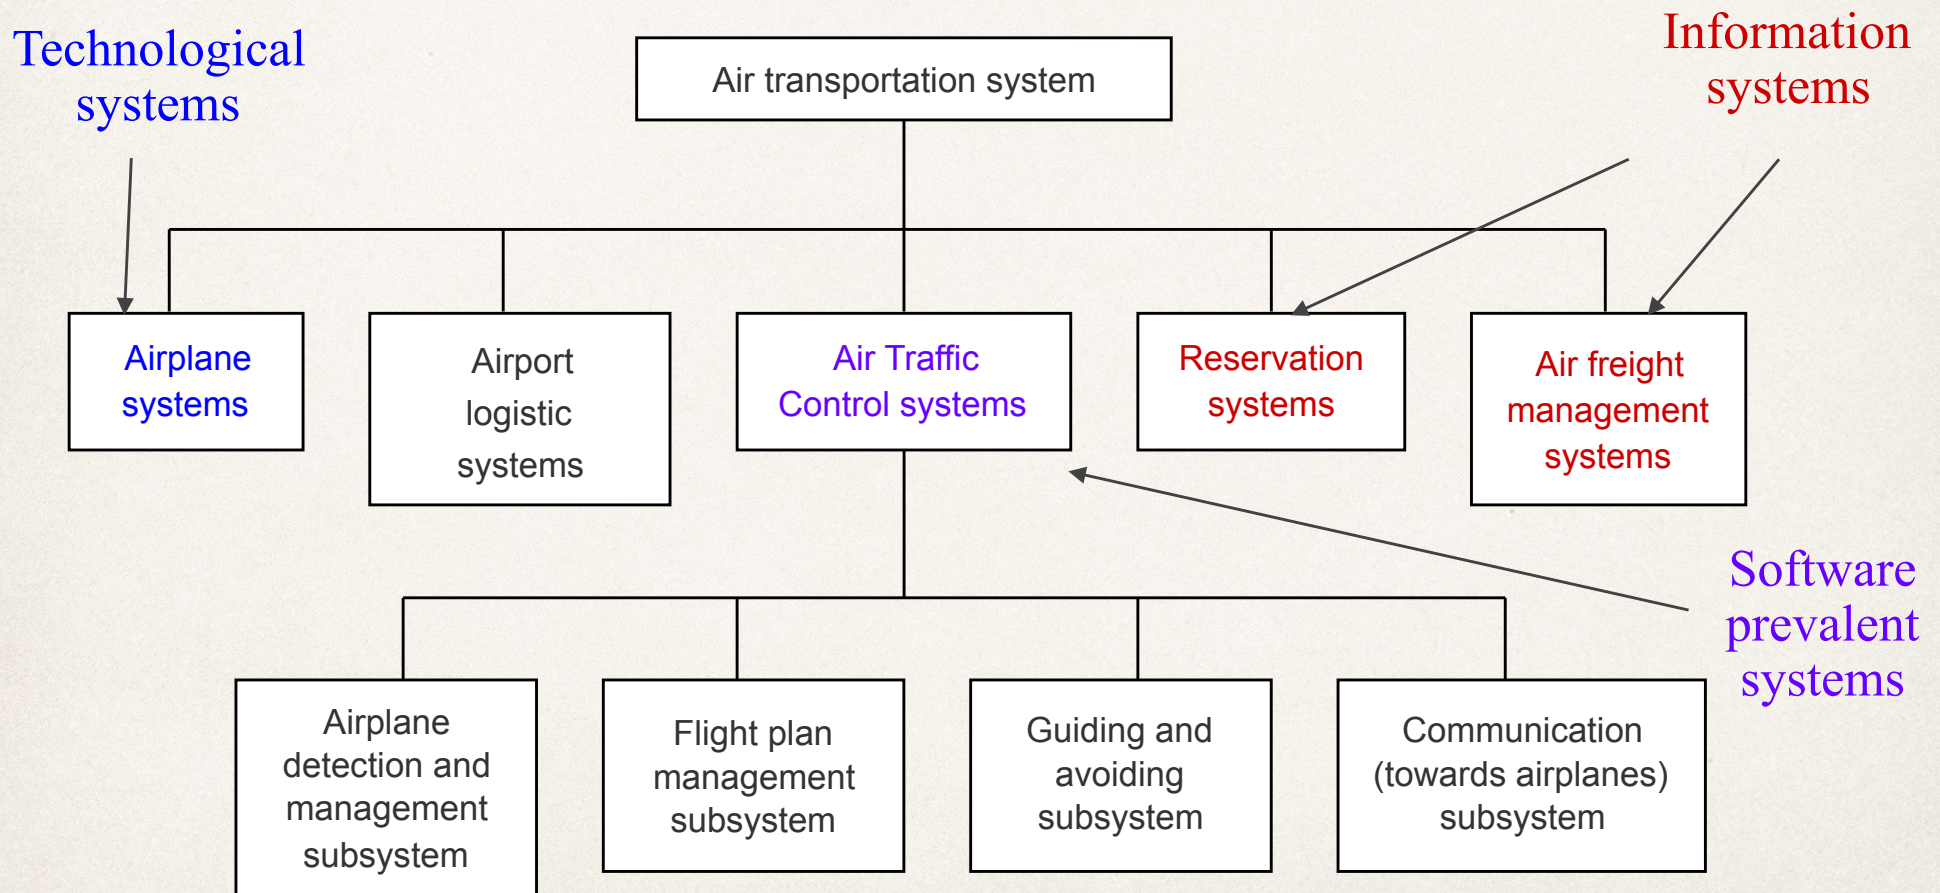 Technological
systems
Information
systems
Air transportation system
Airplane
systems
Airport
logistic
systems
Air Traffic
Control systems
Reservation
systems
Air freight
management
systems
Software
prevalent
systems
Airplane
detection and
management
subsystem
Flight plan
management
subsystem
Guiding and
avoiding
subsystem
Communication
(towards airplanes)
subsystem